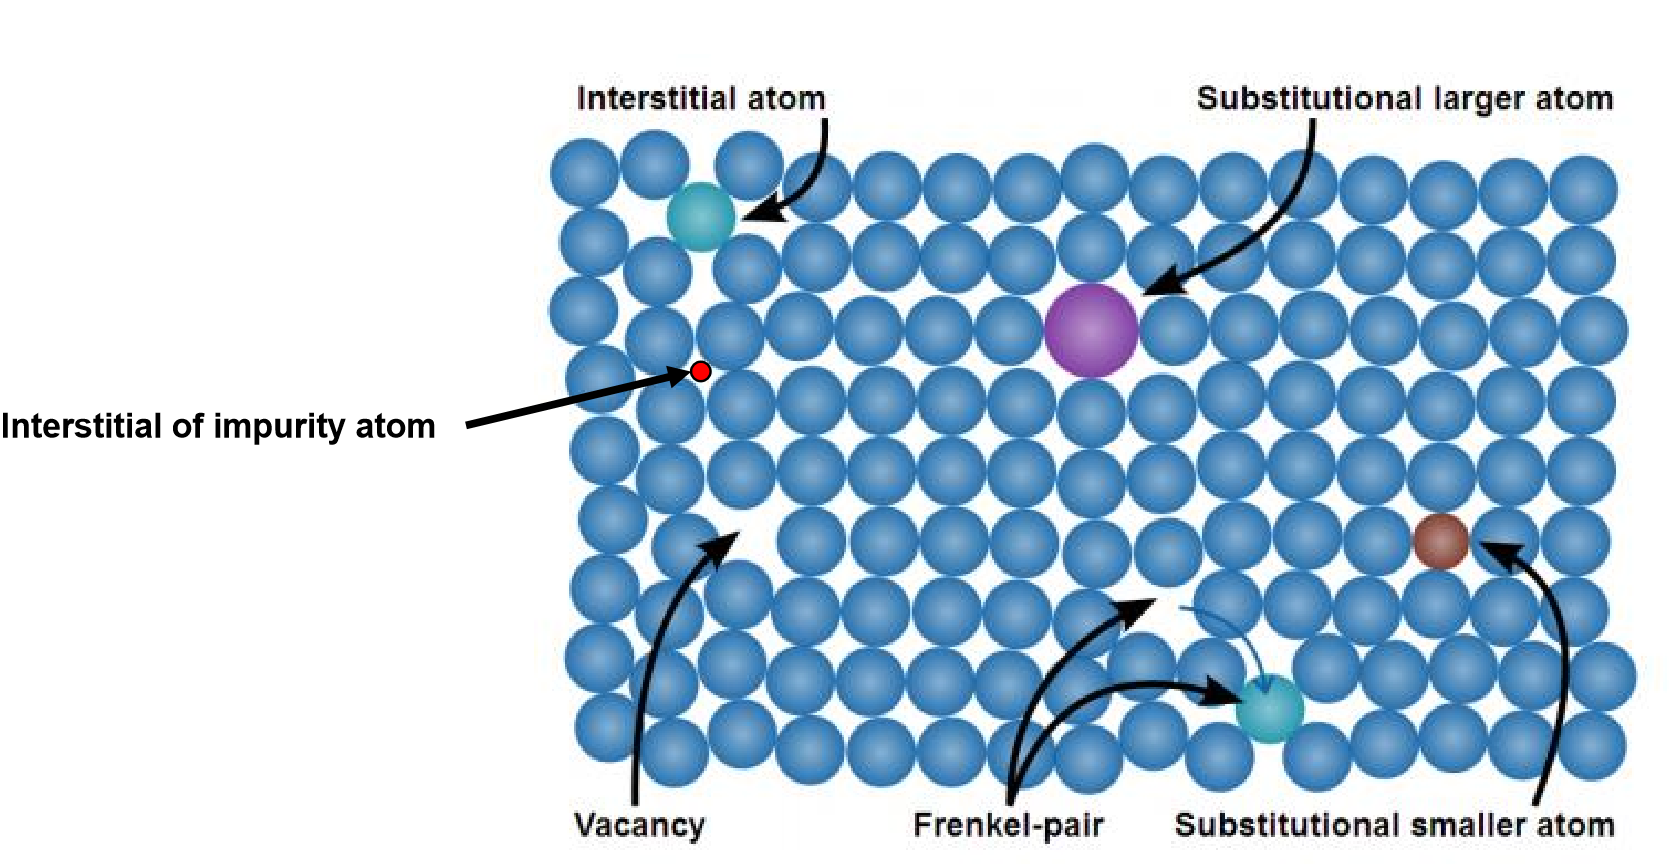 Interstitial atom
Substitutional larger atom
Interstitial of impurity atom
Vacancy
Frenkel-pair
Substitutional smaller atom